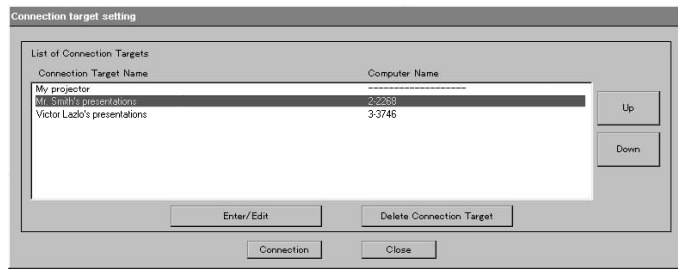 Connection target setting
List of Connection Targets
Connection Target Name Computer Name
My projector -------------------
Mr. Smith's presentations 2-2268
Victor Lazlo's presentations 3-3746
Up
Down
Enter/Edit Delete Connection Target
Connection Close